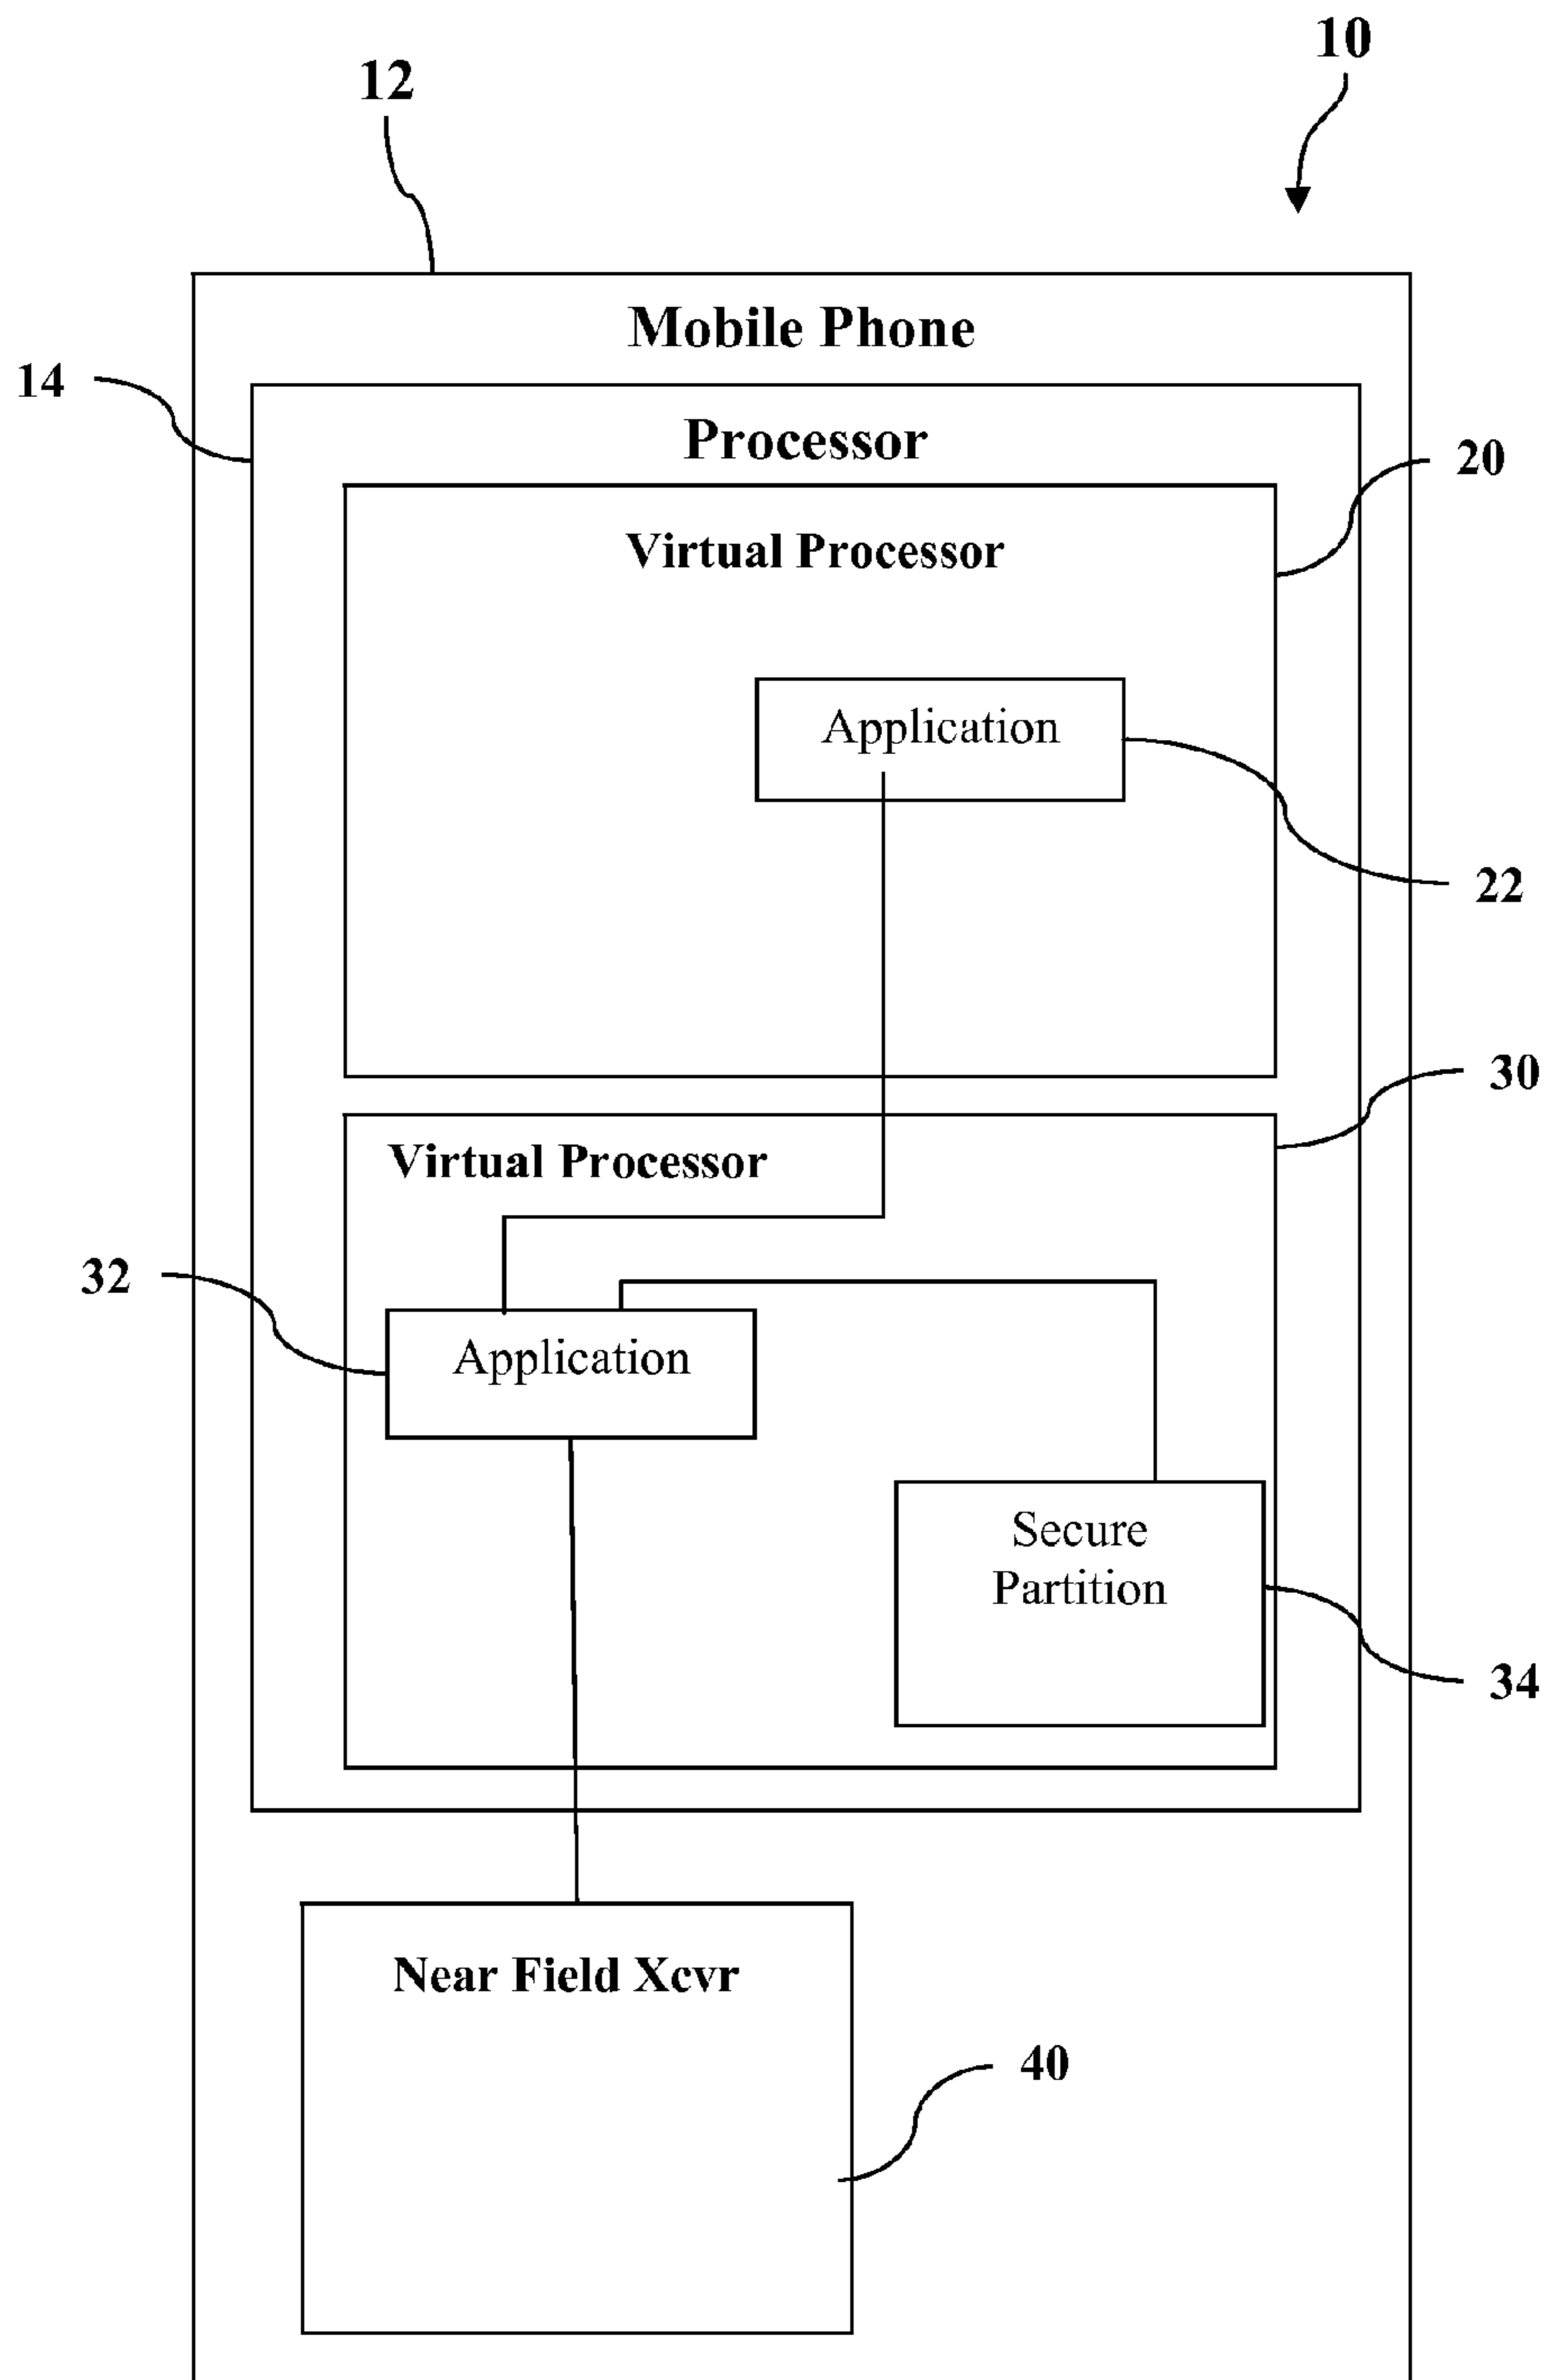 10
12
Mobile Phone
14
Processor
20
Virtual Processor
Application
22
30
Virtual Processor
32
Application
Secure
Partition
34
Near Field Xcvr
40